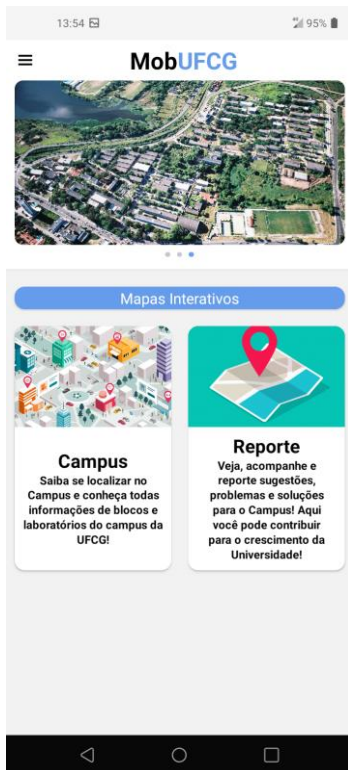 13:54 95%
MobUFCG
Mapas Interativos
Campus
Saiba se localizar no
Campus e conheça todas
informações de blocos e
laboratórios do campus da
UFCG!
Reporte
Veja, acompanhe e
reporte sugestões,
problemas e soluções
para o Campus! Aqui
você pode contribuir
para o crescimento da
Universidade!